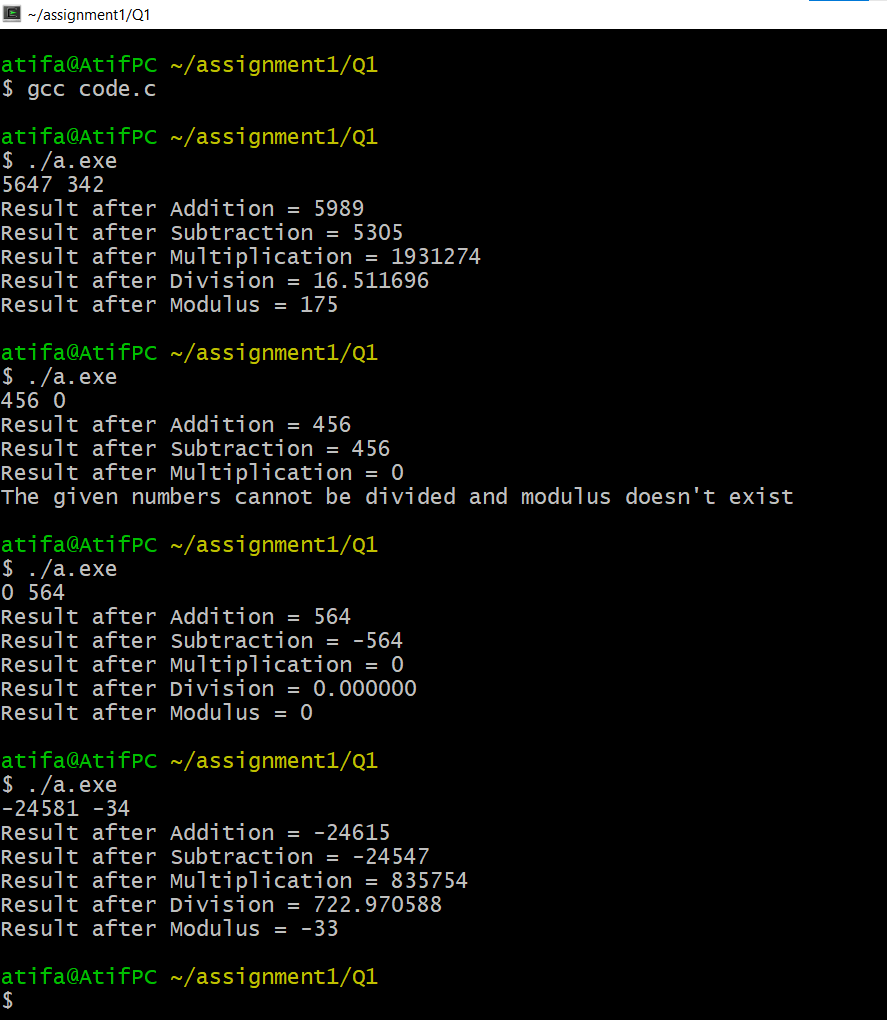 ~/assignment1/Q1
atifa@AtifPC ~/assignment1/Q1
$ gcc code.c
atifa@AtifPC ~/assignment1/Q1
$ ./a.exe
5647 342
Result after Addition = 5989
Result after Subtraction = 5305
Result after Multiplication = 1931274
Result after Division = 16.511696
Result after Modulus = 175
atifa@AtifPC ~/assignment1/Q1
$ ./a.exe
456 0
Result after Addition = 456
Result after Subtraction = 456
Result after Multiplication = 0
The given numbers cannot be divided and modulus doesn't exist
atifa@AtifPC ~/assignment1/Q1
$ ./a.exe
0 564
Result after Addition = 564
Result after Subtraction = -564
Result after Multiplication = 0
Result after Division = 0.000000
Result after Modulus = 0
atifa@AtifPC ~/assignment1/Q1
$ ./a.exe
-24581 -34
Result after Addition = -24615
Result after Subtraction = -24547
Result after Multiplication = 835754
Result after Division = 722.970588
Result after Modulus = -33
atifa@AtifPC ~/assignment1/Q1
$